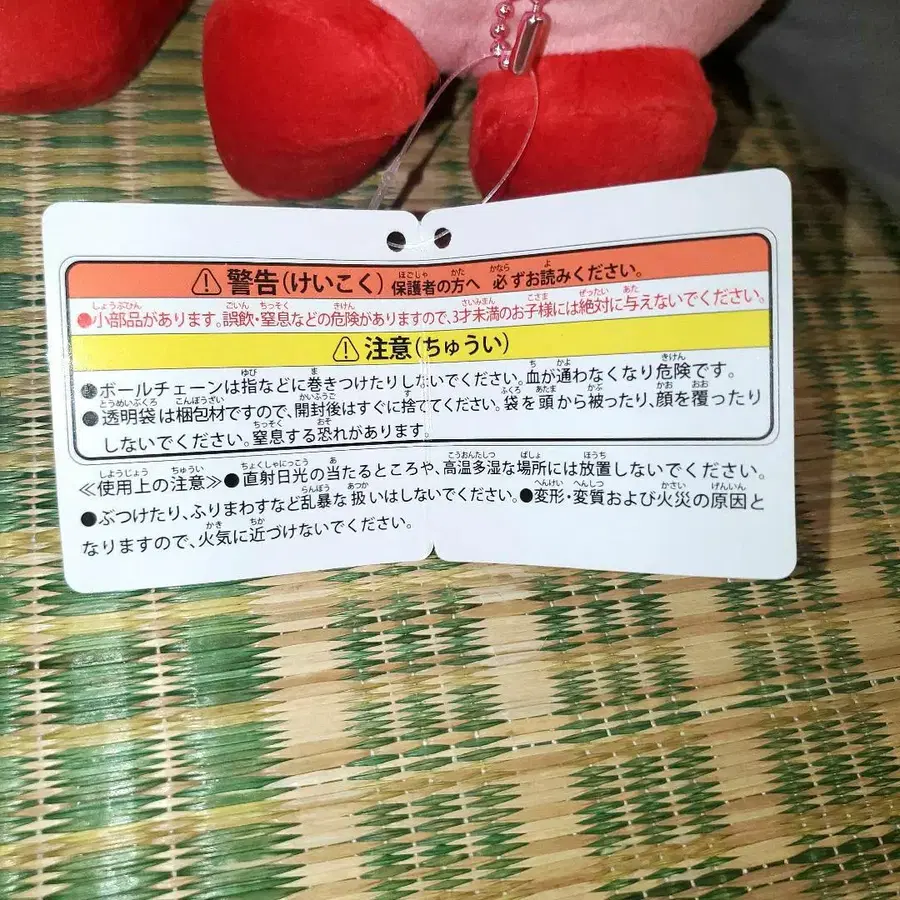 警告(けいこく) 保護者の方へ 必ずお読みください。
●小部品があります。誤飲・窒息などの危険がありますので、3才未満のお子様には絶対に与えないでください。
注意(ちゅうい)
●ボールチェーンは指などに巻きつけたりしないでください。血が通わなくなり危険です。
●透明袋は梱包材ですので、開封後はすぐに捨ててください。袋を頭から被ったり、顔を覆ったり
しないでください。窒息する恐れがあります。
≪使用上の注意≫●直射日光の当たるところや、高温多湿な場所には放置しないでください。
●ぶつけたり、ふりまわすなど乱暴な扱いはしないでください。●変形・変質および火災の原因と
なりますので、火気に近づけないでください。